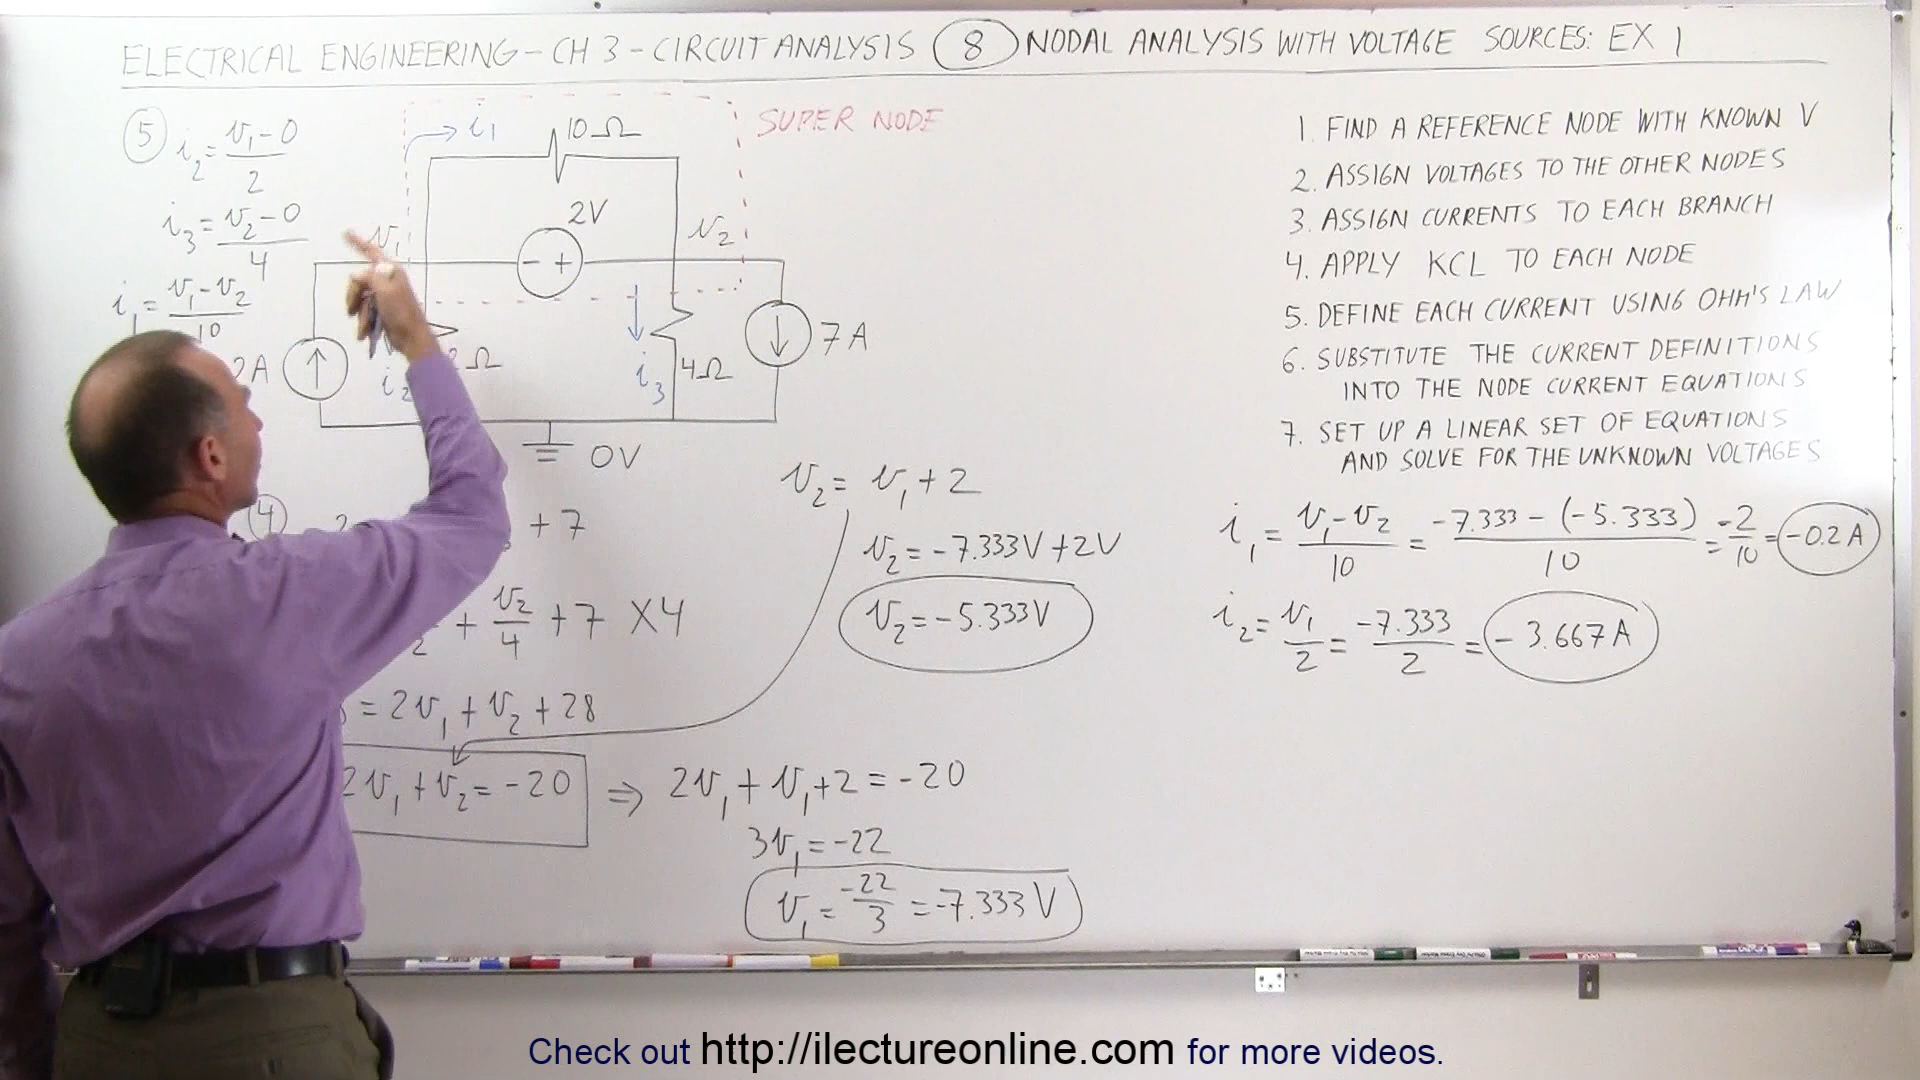 ELECTRICAL ENGINEERING - CH 3 - CIRCUIT ANALYSIS 8 NODAL ANALYSIS WITH VOLTAGE SOURCES: EX 1
5 i₂ = (v₁ - 0)/2
i₃ = (v₂ - 0)/4
i₁ = (v₁ - v₂)/10
i₁
10Ω
SUPER NODE
2V
v₁
v₂
- +
2A
i₂
2Ω
i₃
4Ω
7A
0V
4
+ 7
+ v₂/4 + 7 X4
= 2v₁ + v₂ + 28
2v₁ + v₂ = -20 ⇒ 2v₁ + v₁ + 2 = -20
3v₁ = -22
v₁ = -22/3 = -7.333 V
v₂ = v₁ + 2
v₂ = -7.333V + 2V
v₂ = -5.333V
1. FIND A REFERENCE NODE WITH KNOWN V
2. ASSIGN VOLTAGES TO THE OTHER NODES
3. ASSIGN CURRENTS TO EACH BRANCH
4. APPLY KCL TO EACH NODE
5. DEFINE EACH CURRENT USING OHH'S LAW
6. SUBSTITUTE THE CURRENT DEFINITIONS
INTO THE NODE CURRENT EQUATIONS
7. SET UP A LINEAR SET OF EQUATIONS
AND SOLVE FOR THE UNKNOWN VOLTAGES
i₁ = (v₁ - v₂)/10 = (-7.333 - (-5.333))/10 = -2/10 = -0.2 A
i₂ = v₁/2 = -7.333/2 = -3.667 A
Check out http://ilectureonline.com for more videos.